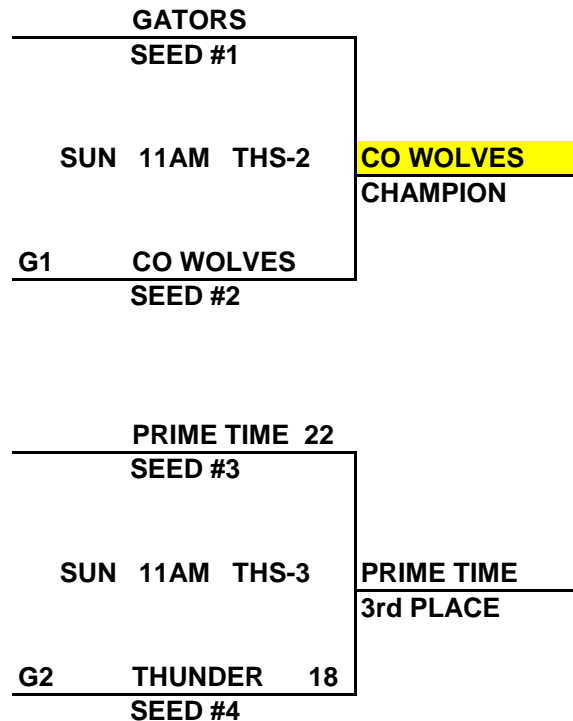 GATORS
SEED #1
SUN 11AM THS-2 CO WOLVES
CHAMPION
G1 CO WOLVES
SEED #2
PRIME TIME 22
SEED #3
SUN 11AM THS-3 PRIME TIME
3rd PLACE
G2 THUNDER 18
SEED #4